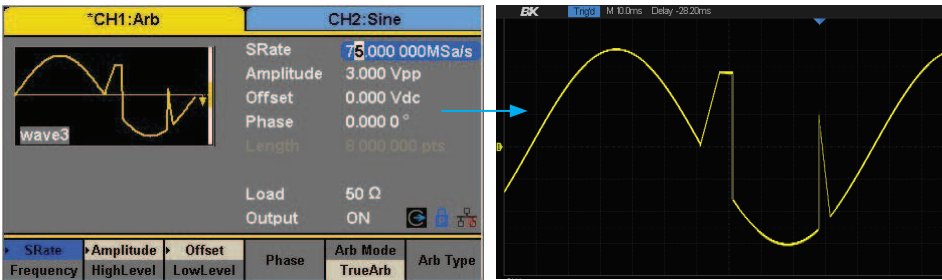 *CH1:Arb
CH2:Sine
SRate 75.000 000MSa/s
Amplitude 3.000 Vpp
Offset 0.000 Vdc
Phase 0.000 0 °
Length 8.000 000 pts
Load 50 Ω
Output ON
wave3
SRate Amplitude Offset Phase Arb Mode Arb Type
Frequency HighLevel LowLevel TrueArb
BK Trig'd M 10.0ms Delay -28.20ms